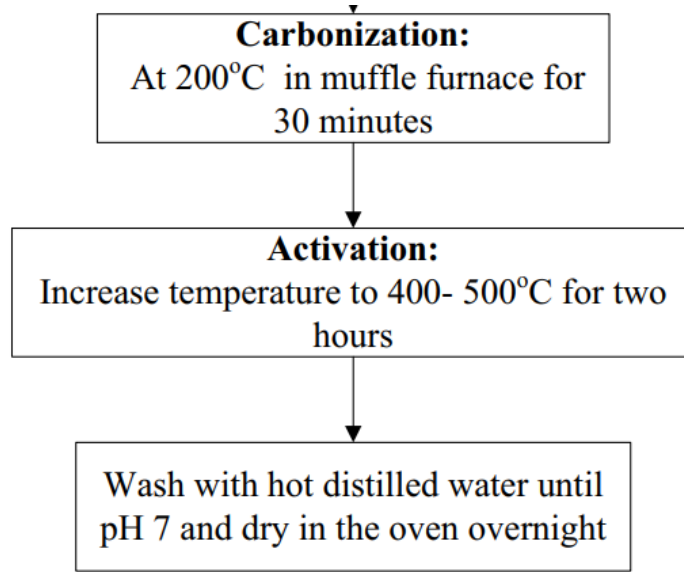 Carbonization:
At 200°C in muffle furnace for
30 minutes
Activation:
Increase temperature to 400- 500°C for two
hours
Wash with hot distilled water until
pH 7 and dry in the oven overnight